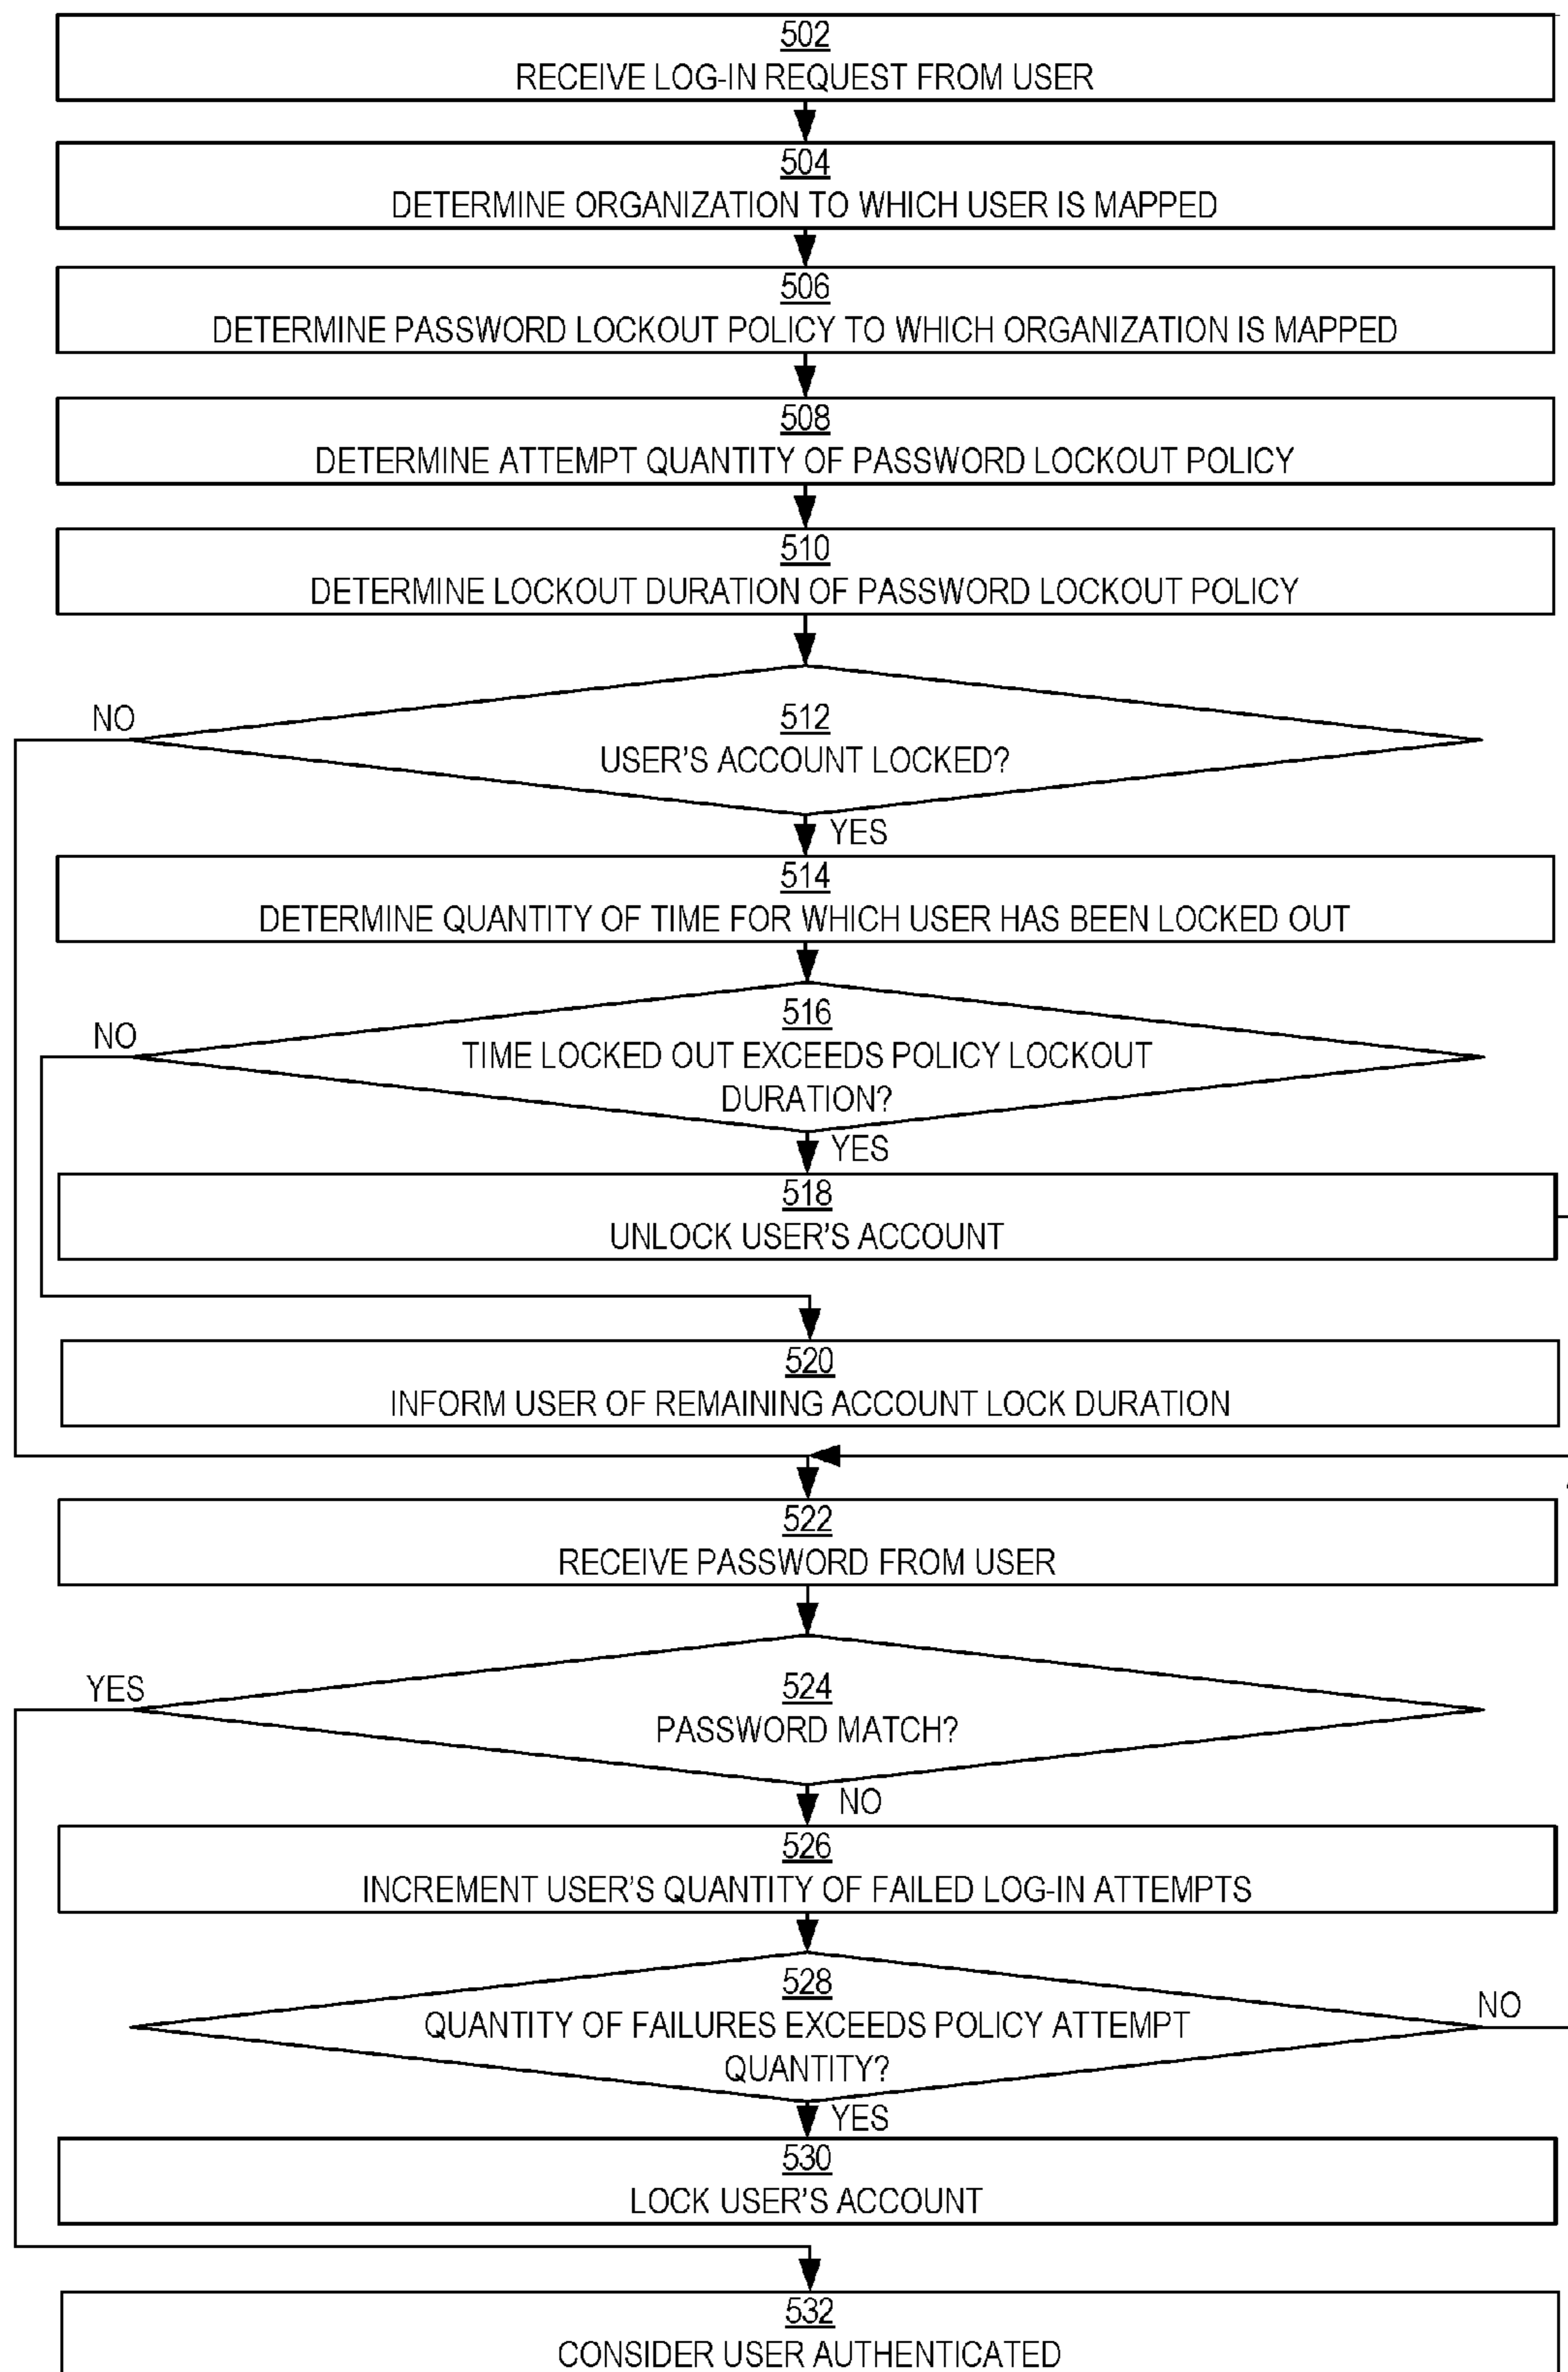 502
RECEIVE LOG-IN REQUEST FROM USER
504
DETERMINE ORGANIZATION TO WHICH USER IS MAPPED
506
DETERMINE PASSWORD LOCKOUT POLICY TO WHICH ORGANIZATION IS MAPPED
508
DETERMINE ATTEMPT QUANTITY OF PASSWORD LOCKOUT POLICY
510
DETERMINE LOCKOUT DURATION OF PASSWORD LOCKOUT POLICY
NO
512
USER'S ACCOUNT LOCKED?
YES
514
DETERMINE QUANTITY OF TIME FOR WHICH USER HAS BEEN LOCKED OUT
NO
516
TIME LOCKED OUT EXCEEDS POLICY LOCKOUT
DURATION?
YES
518
UNLOCK USER'S ACCOUNT
520
INFORM USER OF REMAINING ACCOUNT LOCK DURATION
522
RECEIVE PASSWORD FROM USER
YES
524
PASSWORD MATCH?
NO
526
INCREMENT USER'S QUANTITY OF FAILED LOG-IN ATTEMPTS
528
QUANTITY OF FAILURES EXCEEDS POLICY ATTEMPT
QUANTITY?
NO
YES
530
LOCK USER'S ACCOUNT
532
CONSIDER USER AUTHENTICATED